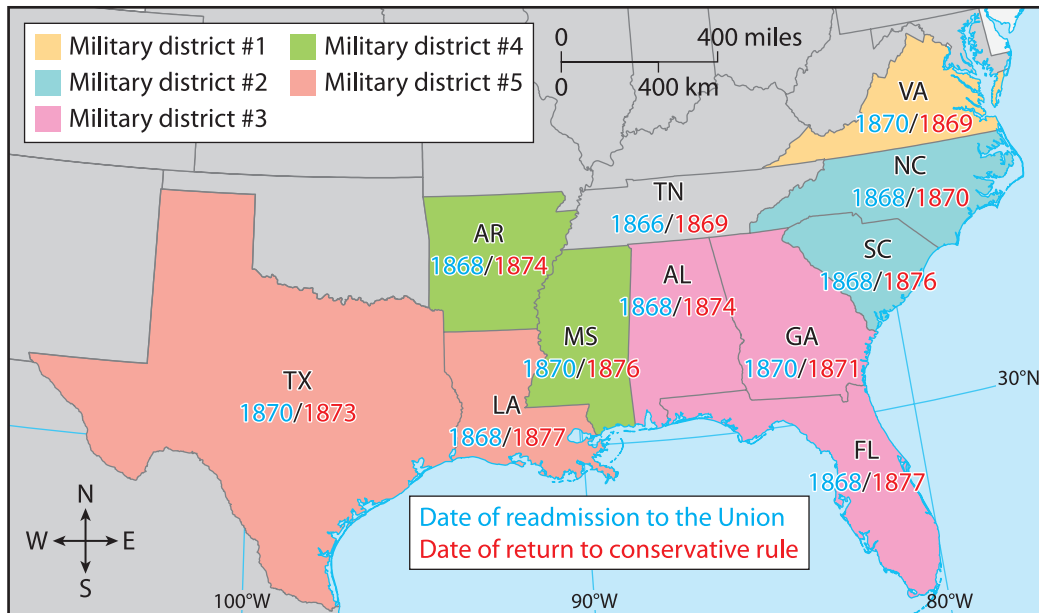 Military district #1
Military district #2
Military district #3
Military district #4
Military district #5
0 400 miles
0 400 km
VA
1870/1869
NC
1868/1870
TN
1866/1869
AR
1868/1874
SC
1868/1876
AL
1868/1874
MS
1870/1876
GA
1870/1871
TX
1870/1873
LA
1868/1877
30°N
FL
1868/1877
Date of readmission to the Union
Date of return to conservative rule
N
W E
S
100°W
90°W
80°W